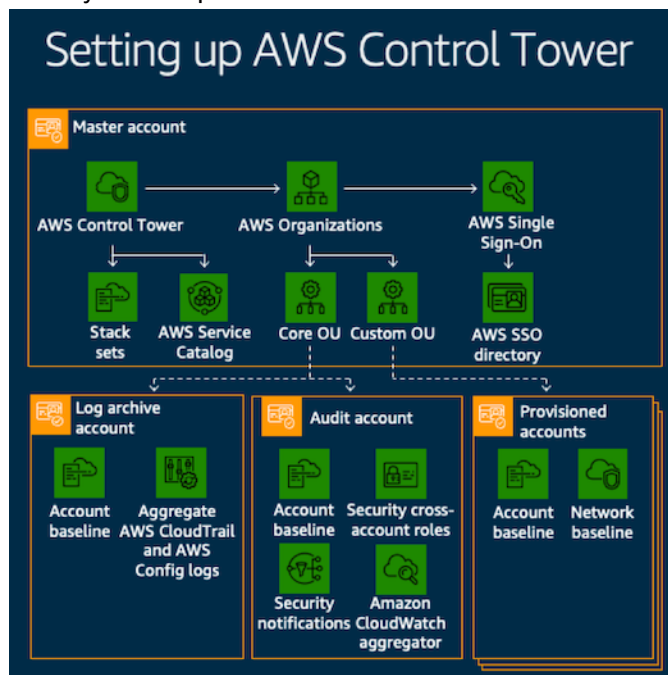 Setting up AWS Control Tower
Master account
AWS Control Tower
AWS Organizations
AWS Single
Sign-On
Stack
sets
AWS Service
Catalog
Core OU
Custom OU
AWS SSO
directory
Log archive
account
Account
baseline
Aggregate
AWS CloudTrail
and AWS
Config logs
Audit account
Account
baseline
Security cross-
account roles
Security
notifications
Amazon
CloudWatch
aggregator
Provisioned
accounts
Account
baseline
Network
baseline